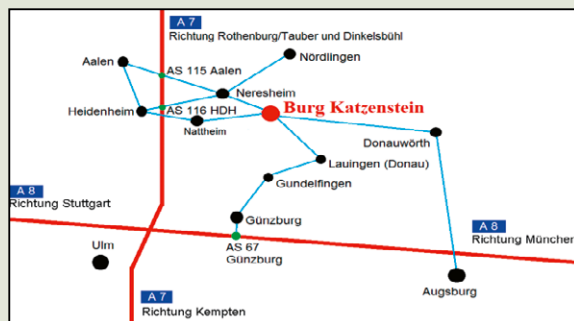 A 7
Richtung Rothenburg/Tauber und Dinkelsbühl
Aalen
Nördlingen
AS 115 Aalen
Neresheim
Heidenheim
AS 116 HDH
Burg Katzenstein
Nattheim
Donauwörth
Lauingen (Donau)
Gundelfingen
A 8
Richtung Stuttgart
Günzburg
A 8
Richtung München
Ulm
AS 67
Günzburg
Augsburg
A 7
Richtung Kempten